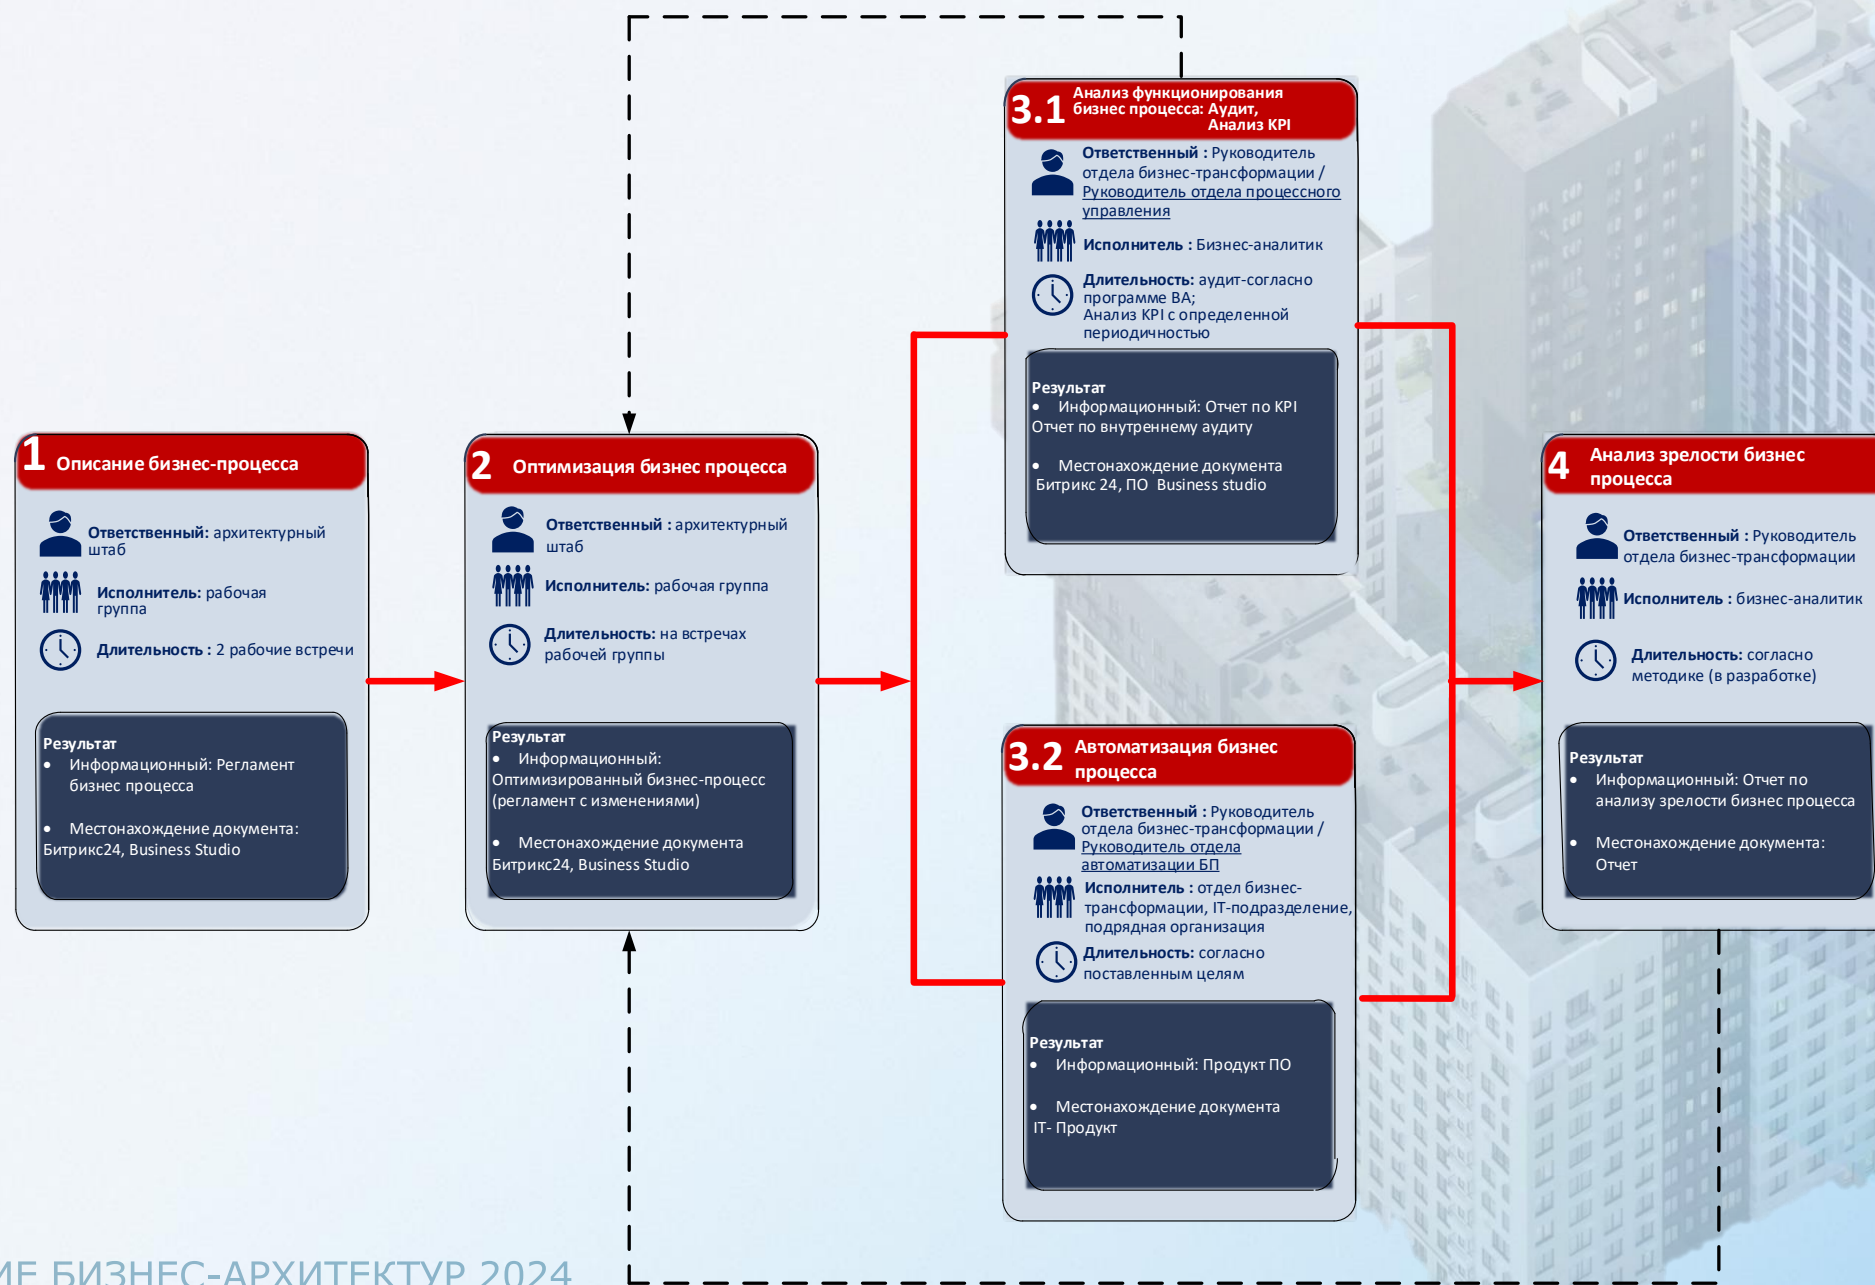 1 Описание бизнес-процесса
Ответственный: архитектурный
штаб
Исполнитель: рабочая
группа
Длительность : 2 рабочие встречи
Результат
• Информационный: Регламент
бизнес процесса
• Местонахождение документа:
Битрикс24, Business Studio
2 Оптимизация бизнес процесса
Ответственный : архитектурный
штаб
Исполнитель: рабочая группа
Длительность: на встречах
рабочей группы
Результат
• Информационный:
Оптимизированный бизнес-процесс
(регламент с изменениями)
• Местонахождение документа
Битрикс24, Business Studio
3.1 Анализ функционирования
бизнес процесса: Аудит,
Анализ KPI
Ответственный : Руководитель
отдела бизнес-трансформации /
Руководитель отдела процессного
управления
Исполнитель : Бизнес-аналитик
Длительность: аудит-согласно
программе ВА;
Анализ KPI с определенной
периодичностью
Результат
• Информационный: Отчет по KPI
Отчет по внутреннему аудиту
• Местонахождение документа
Битрикс 24, ПО Business studio
3.2 Автоматизация бизнес
процесса
Ответственный : Руководитель
отдела бизнес-трансформации /
Руководитель отдела
автоматизации БП
Исполнитель : отдел бизнес-
трансформации, IT-подразделение,
подрядная организация
Длительность: согласно
поставленным целям
Результат
• Информационный: Продукт ПО
• Местонахождение документа
IT- Продукт
4 Анализ зрелости бизнес
процесса
Ответственный : Руководитель
отдела бизнес-трансформации
Исполнитель : бизнес-аналитик
Длительность: согласно
методике (в разработке)
Результат
• Информационный: Отчет по
анализу зрелости бизнес процесса
• Местонахождение документа:
Отчет
ИЕ БИЗНЕС-АРХИТЕКТУР 2024